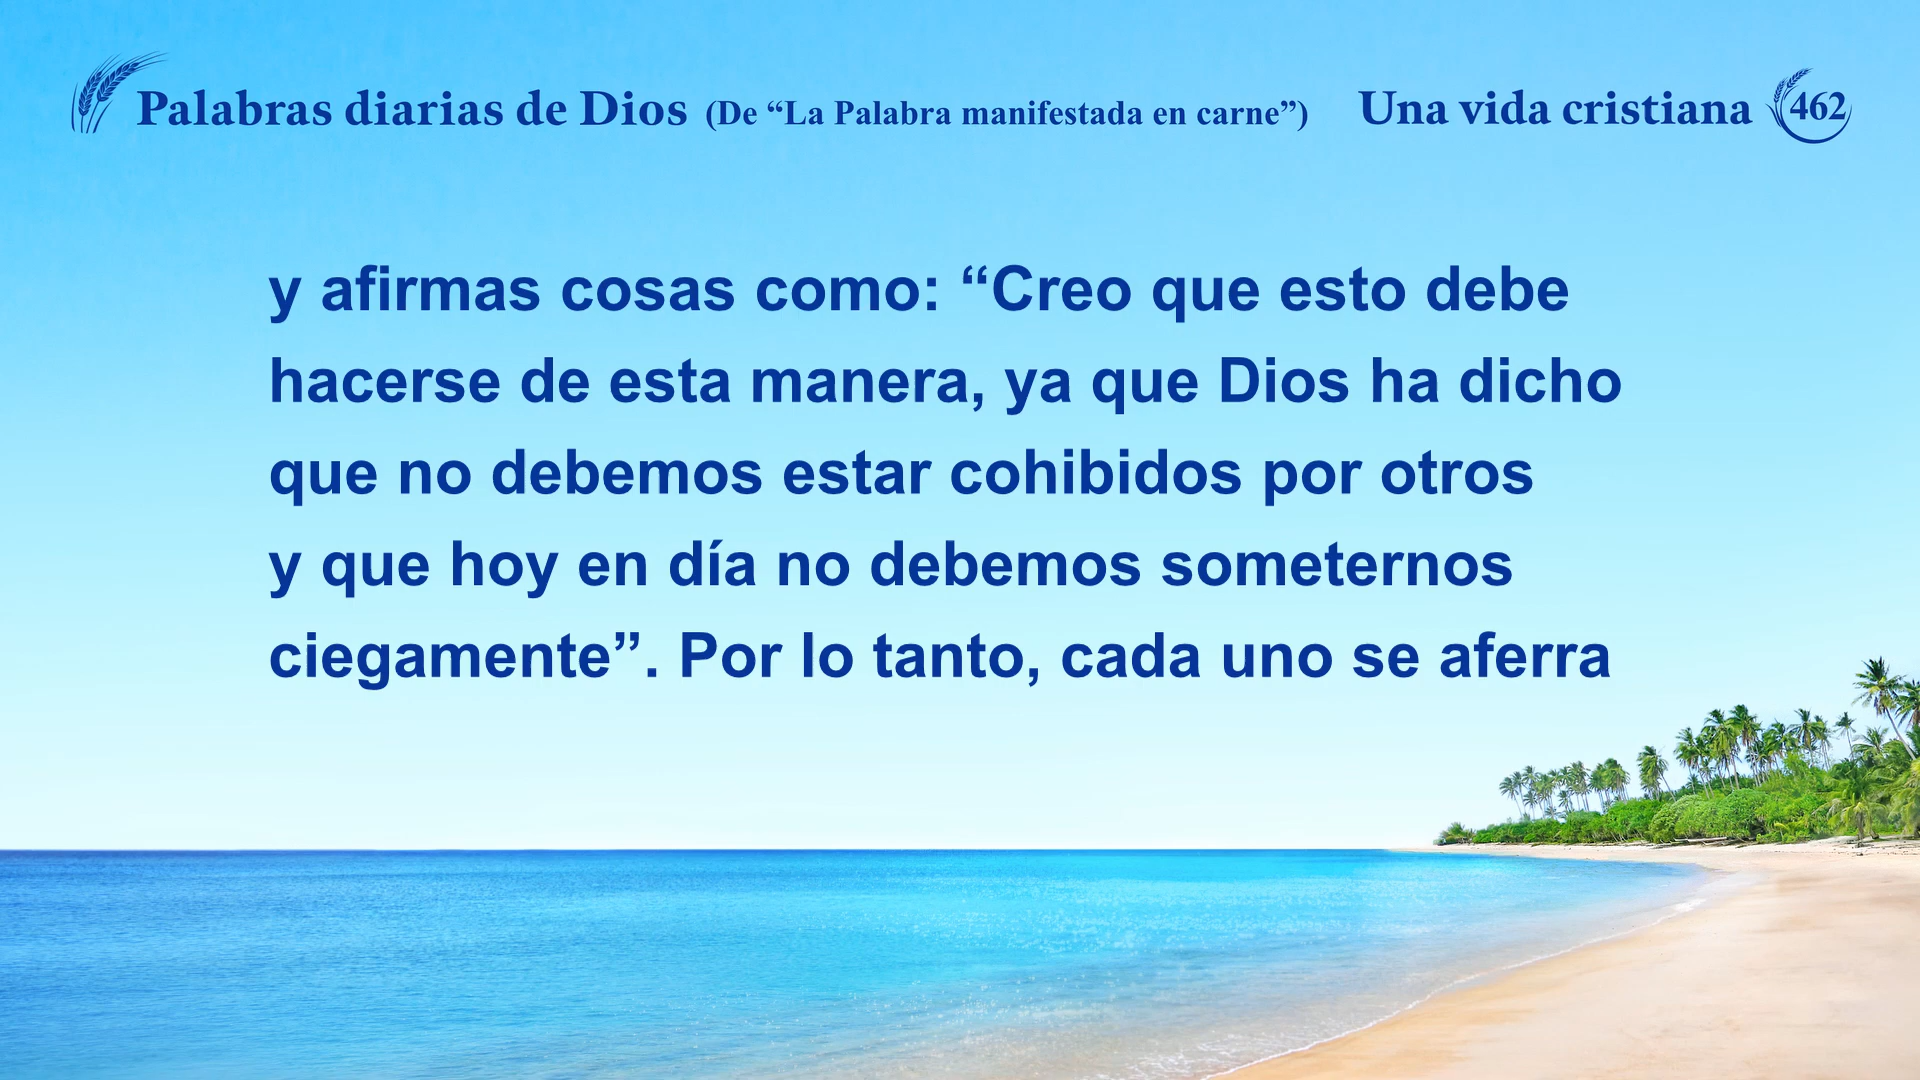 Palabras diarias de Dios (De “La Palabra manifestada en carne”) Una vida cristiana 462
y afirmas cosas como: “Creo que esto debe
hacerse de esta manera, ya que Dios ha dicho
que no debemos estar cohibidos por otros
y que hoy en día no debemos someternos
ciegamente”. Por lo tanto, cada uno se aferra